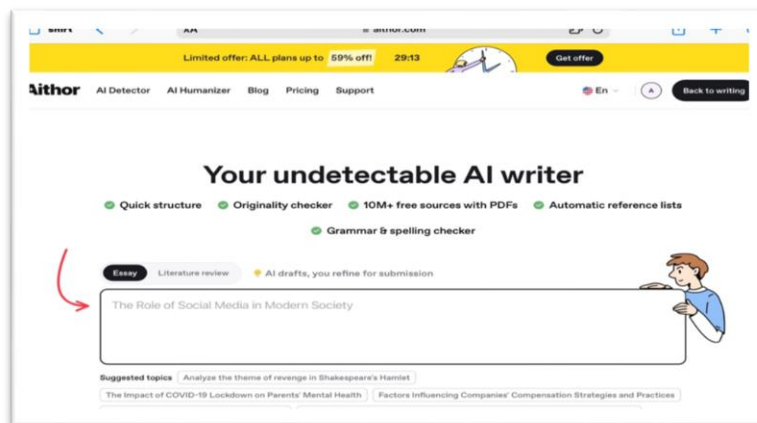 aithor.com
Limited offer: ALL plans up to 59% off! 29:13 Get offer
Aithor AI Detector AI Humanizer Blog Pricing Support En A Back to writing
Your undetectable AI writer
Quick structure Originality checker 10M+ free sources with PDFs Automatic reference lists
Grammar & spelling checker
Essay Literature review AI drafts, you refine for submission
The Role of Social Media in Modern Society
Suggested topics Analyze the theme of revenge in Shakespeare's Hamlet
The Impact of COVID-19 Lockdown on Parents' Mental Health Factors Influencing Companies' Compensation Strategies and Practices